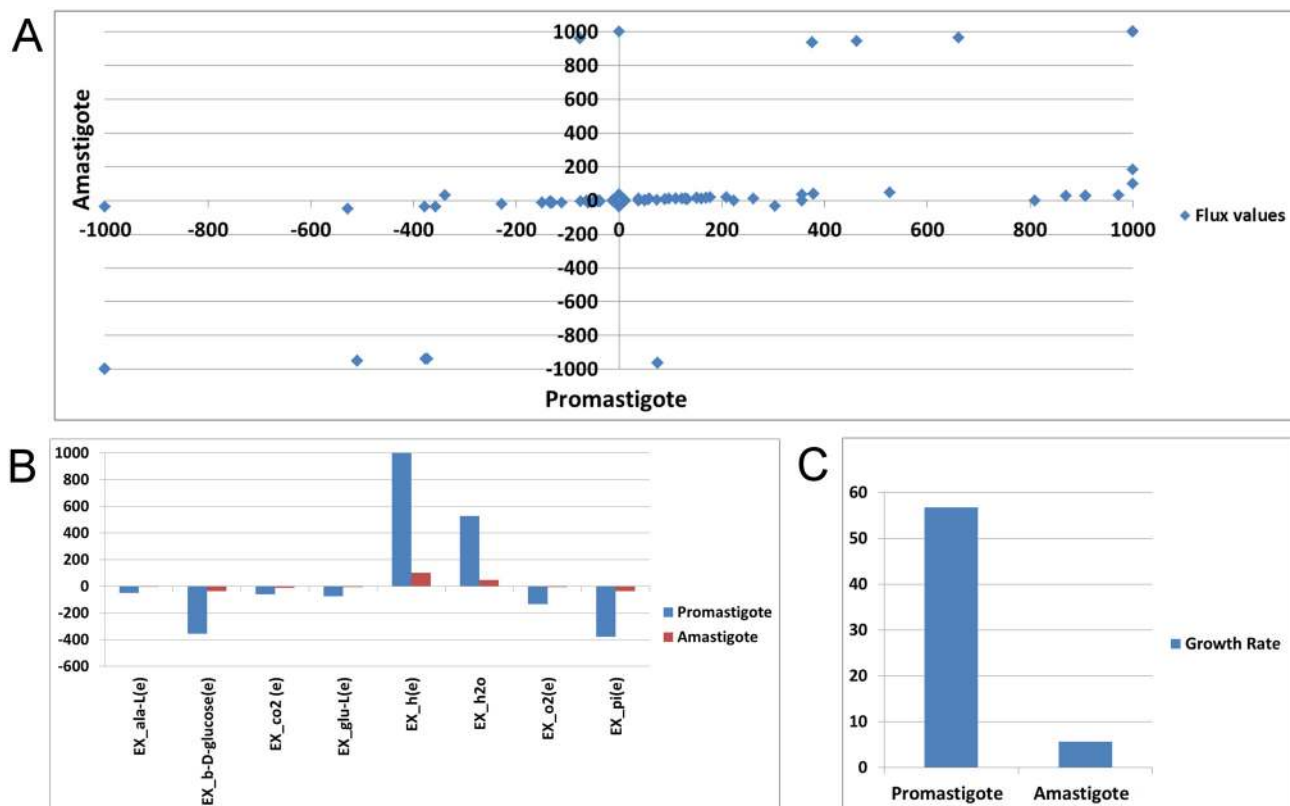 A
Amastigote
1000
800
600
400
200
0
-200
-400
-600
-800
-1000
-1000 -800 -600 -400 -200 0 200 400 600 800 1000
Promastigote
Flux values
B
1000
800
600
400
200
0
-200
-400
-600
EX_ala-L(e)
EX_b-D-glucose(e)
EX_co2 (e)
EX_glu-L(e)
EX_h(e)
EX_h2o
EX_o2(e)
EX_pi(e)
Promastigote
Amastigote
C
60
50
40
30
20
10
0
Promastigote Amastigote
Growth Rate